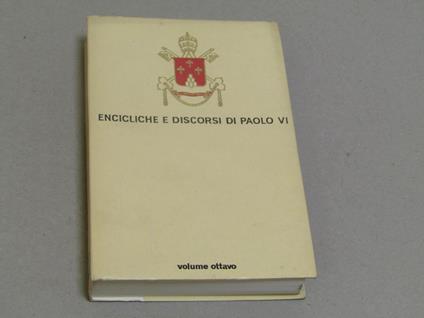 ENCICLICHE E DISCORSI DI PAOLO VI
volume ottavo